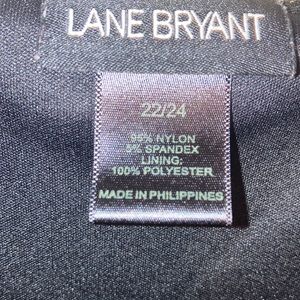 LANE BRYANT
22/24
95% NYLON
5% SPANDEX
LINING:
100% POLYESTER
MADE IN PHILIPPINES